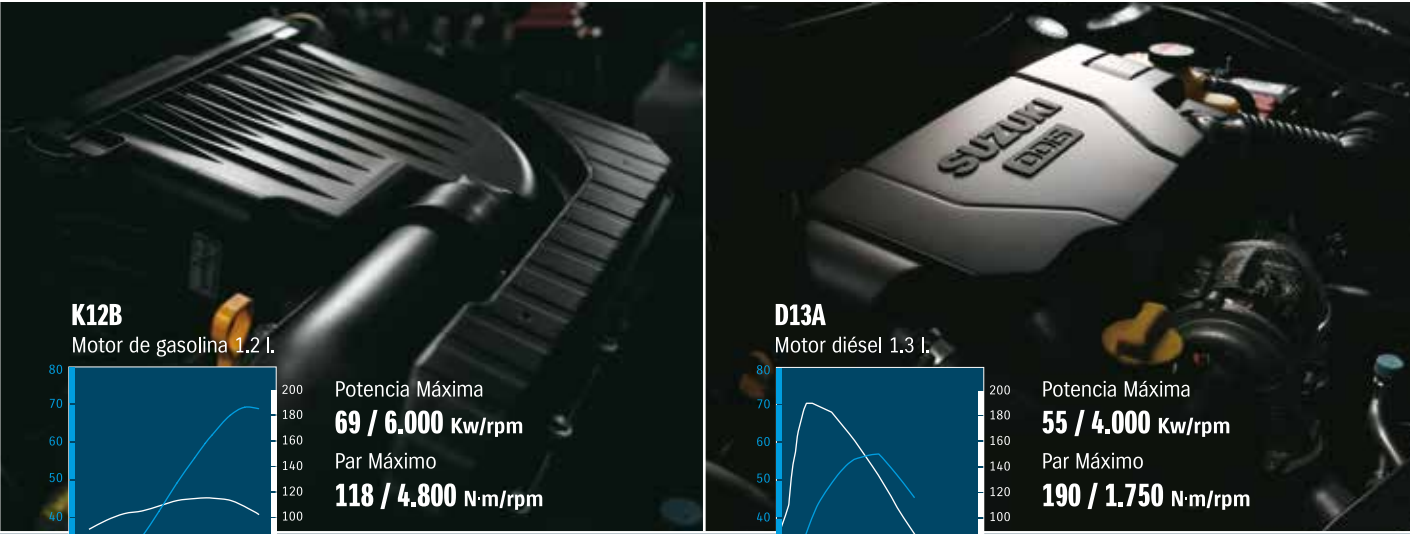 SUZUKI
DDiS
K12B
Motor de gasolina 1.2 l.
80
70
60
50
40
200
180
160
140
120
100
Potencia Máxima
69 / 6.000 Kw/rpm
Par Máximo
118 / 4.800 N·m/rpm
D13A
Motor diésel 1.3 l.
80
70
60
50
40
200
180
160
140
120
100
Potencia Máxima
55 / 4.000 Kw/rpm
Par Máximo
190 / 1.750 N·m/rpm